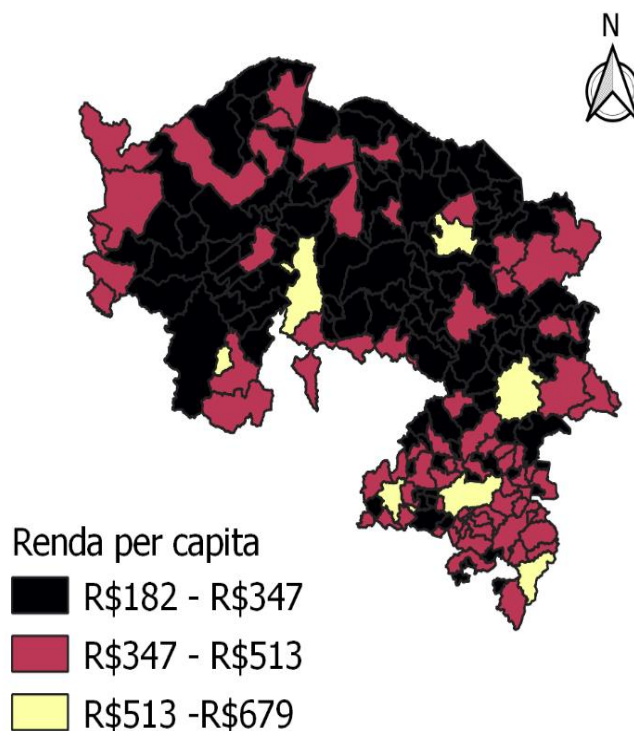 N
Renda per capita
R$182 - R$347
R$347 - R$513
R$513 -R$679